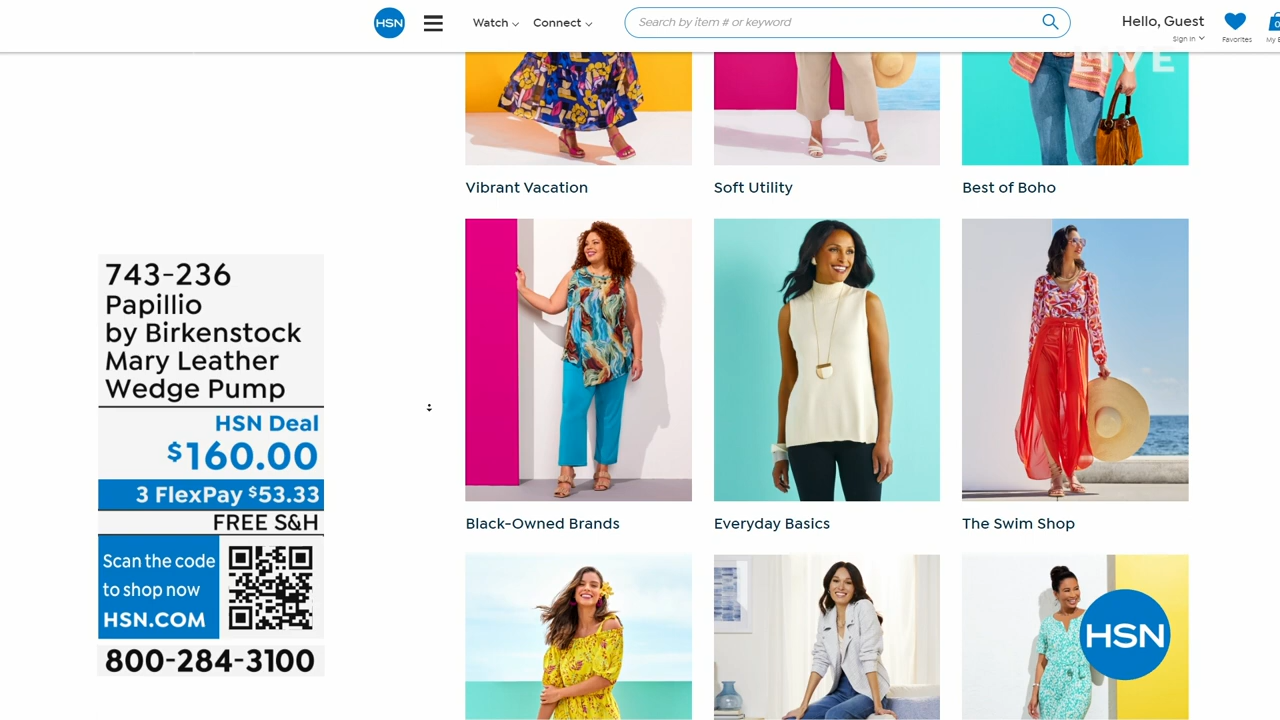 HSN
Watch
Connect
Search by item # or keyword
Hello, Guest
Sign In
Favorites
0
LIVE
Vibrant Vacation
Soft Utility
Best of Boho
743-236
Papillio
by Birkenstock
Mary Leather
Wedge Pump
HSN Deal
$160.00
3 FlexPay $53.33
FREE S&H
Scan the code
to shop now
HSN.COM
800-284-3100
Black-Owned Brands
Everyday Basics
The Swim Shop
HSN